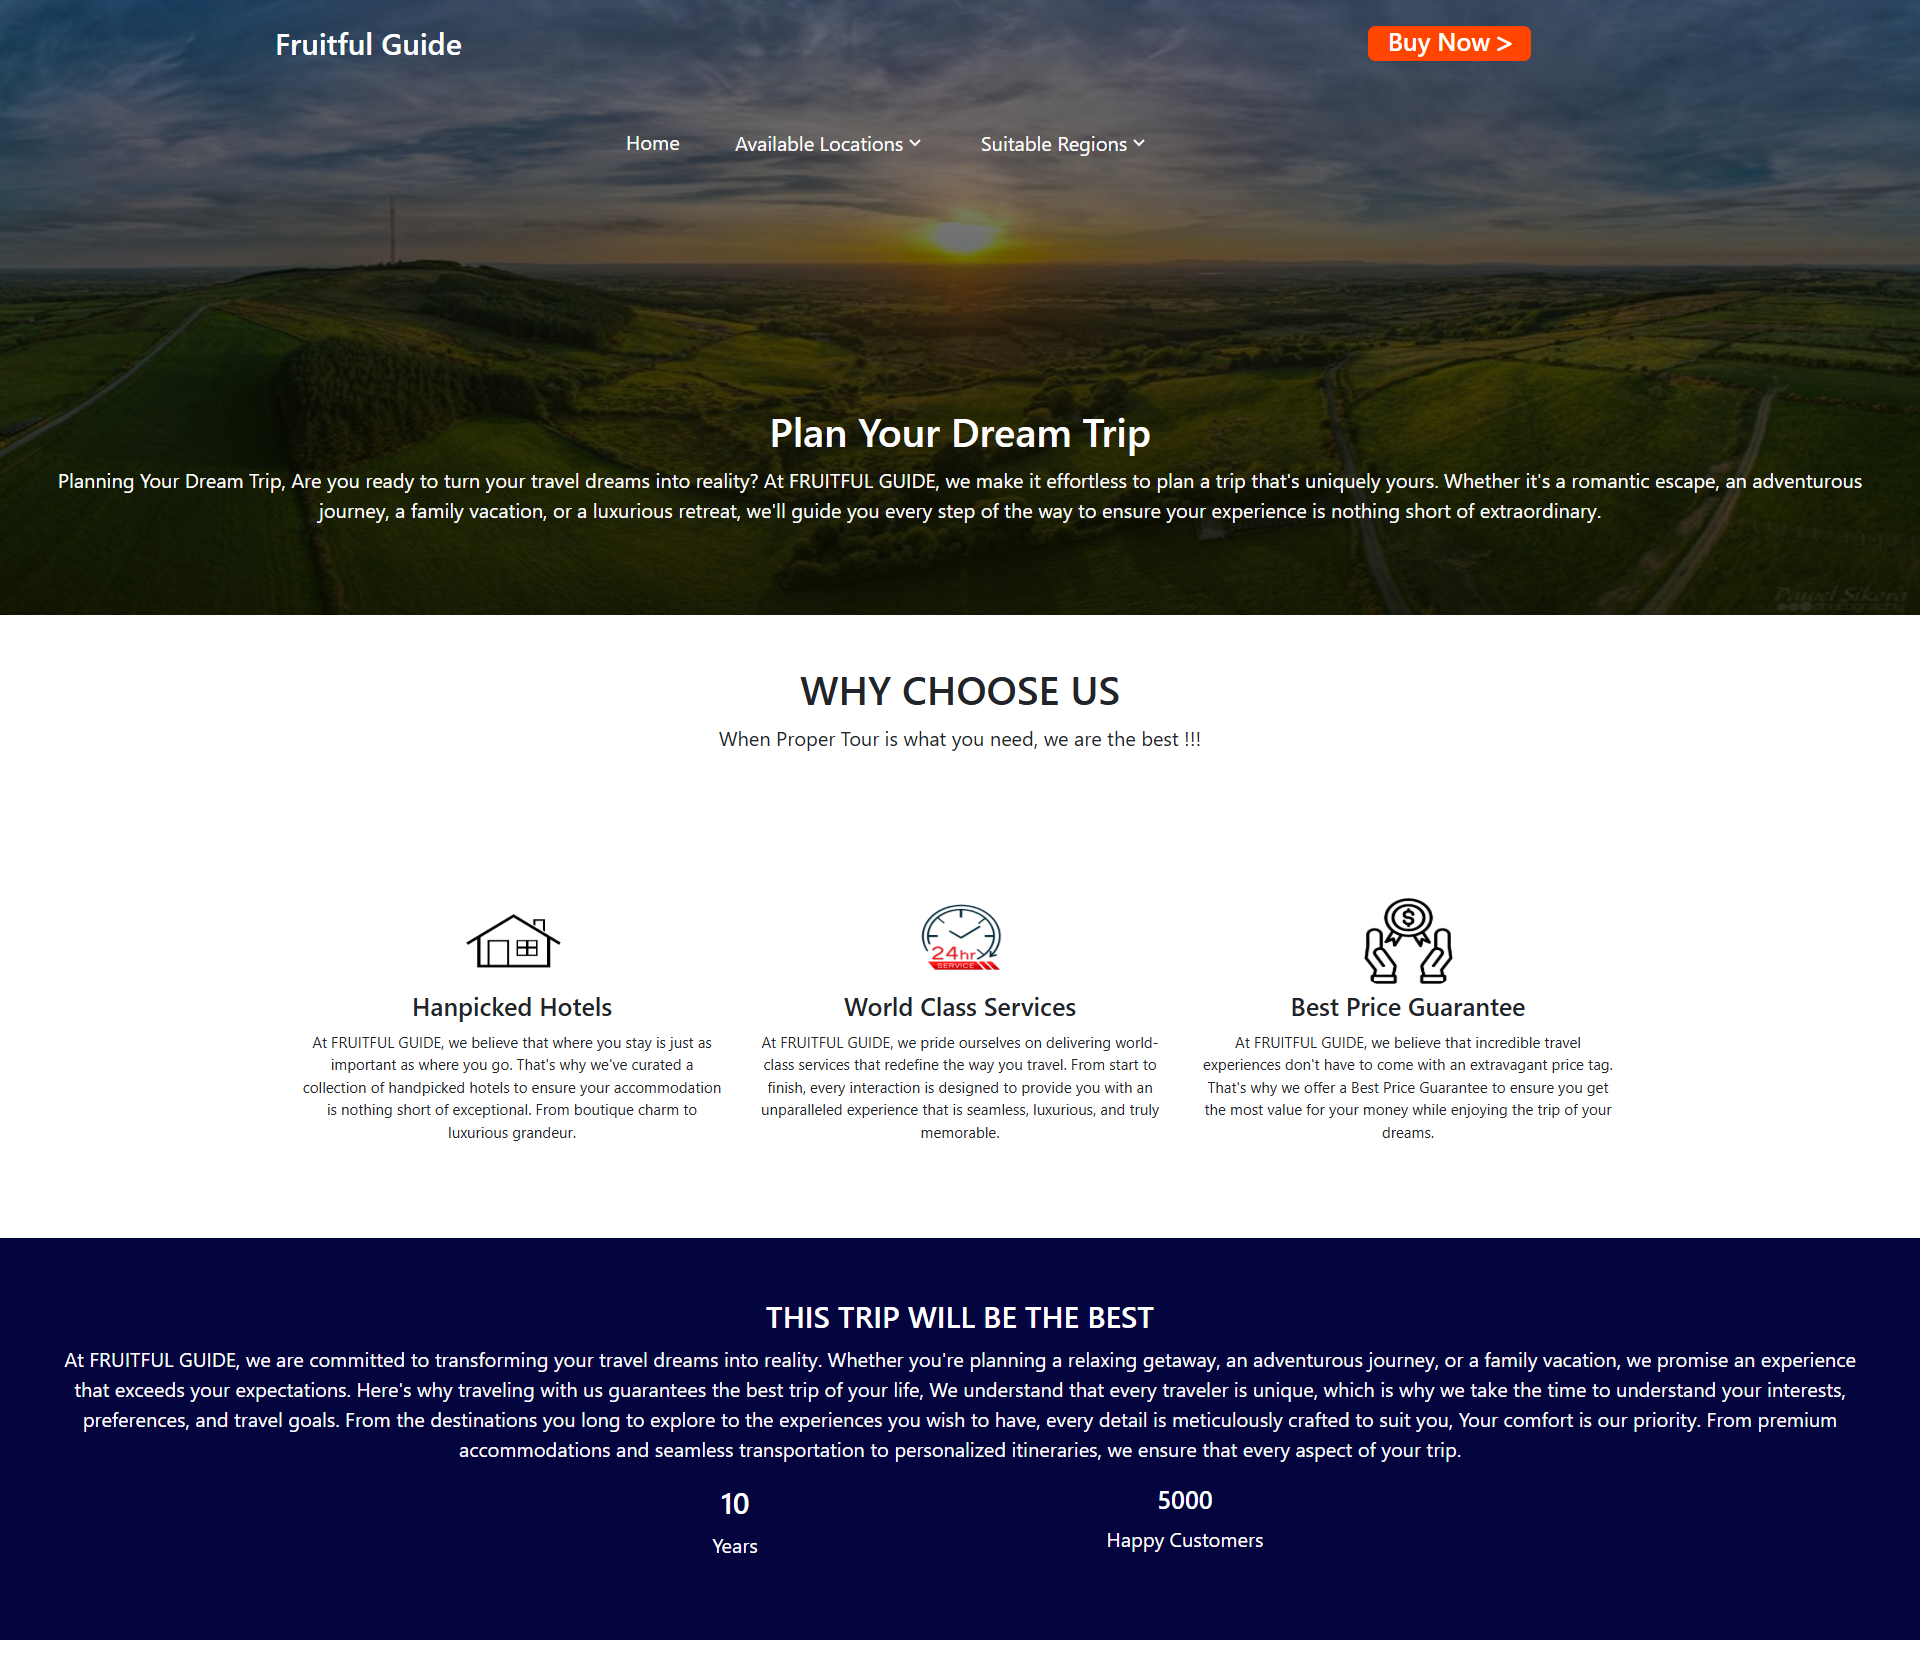 Fruitful Guide
Buy Now >
Home
Available Locations
Suitable Regions
Plan Your Dream Trip
Planning Your Dream Trip, Are you ready to turn your travel dreams into reality? At FRUITFUL GUIDE, we make it effortless to plan a trip that's uniquely yours. Whether it's a romantic escape, an adventurous
journey, a family vacation, or a luxurious retreat, we'll guide you every step of the way to ensure your experience is nothing short of extraordinary.
Pawel Sikora
WHY CHOOSE US
When Proper Tour is what you need, we are the best !!!
24hr
SERVICE
$
Hanpicked Hotels
At FRUITFUL GUIDE, we believe that where you stay is just as
important as where you go. That's why we've curated a
collection of handpicked hotels to ensure your accommodation
is nothing short of exceptional. From boutique charm to
luxurious grandeur.
World Class Services
At FRUITFUL GUIDE, we pride ourselves on delivering world-
class services that redefine the way you travel. From start to
finish, every interaction is designed to provide you with an
unparalleled experience that is seamless, luxurious, and truly
memorable.
Best Price Guarantee
At FRUITFUL GUIDE, we believe that incredible travel
experiences don't have to come with an extravagant price tag.
That's why we offer a Best Price Guarantee to ensure you get
the most value for your money while enjoying the trip of your
dreams.
THIS TRIP WILL BE THE BEST
At FRUITFUL GUIDE, we are committed to transforming your travel dreams into reality. Whether you're planning a relaxing getaway, an adventurous journey, or a family vacation, we promise an experience
that exceeds your expectations. Here's why traveling with us guarantees the best trip of your life, We understand that every traveler is unique, which is why we take the time to understand your interests,
preferences, and travel goals. From the destinations you long to explore to the experiences you wish to have, every detail is meticulously crafted to suit you, Your comfort is our priority. From premium
accommodations and seamless transportation to personalized itineraries, we ensure that every aspect of your trip.
10
Years
5000
Happy Customers